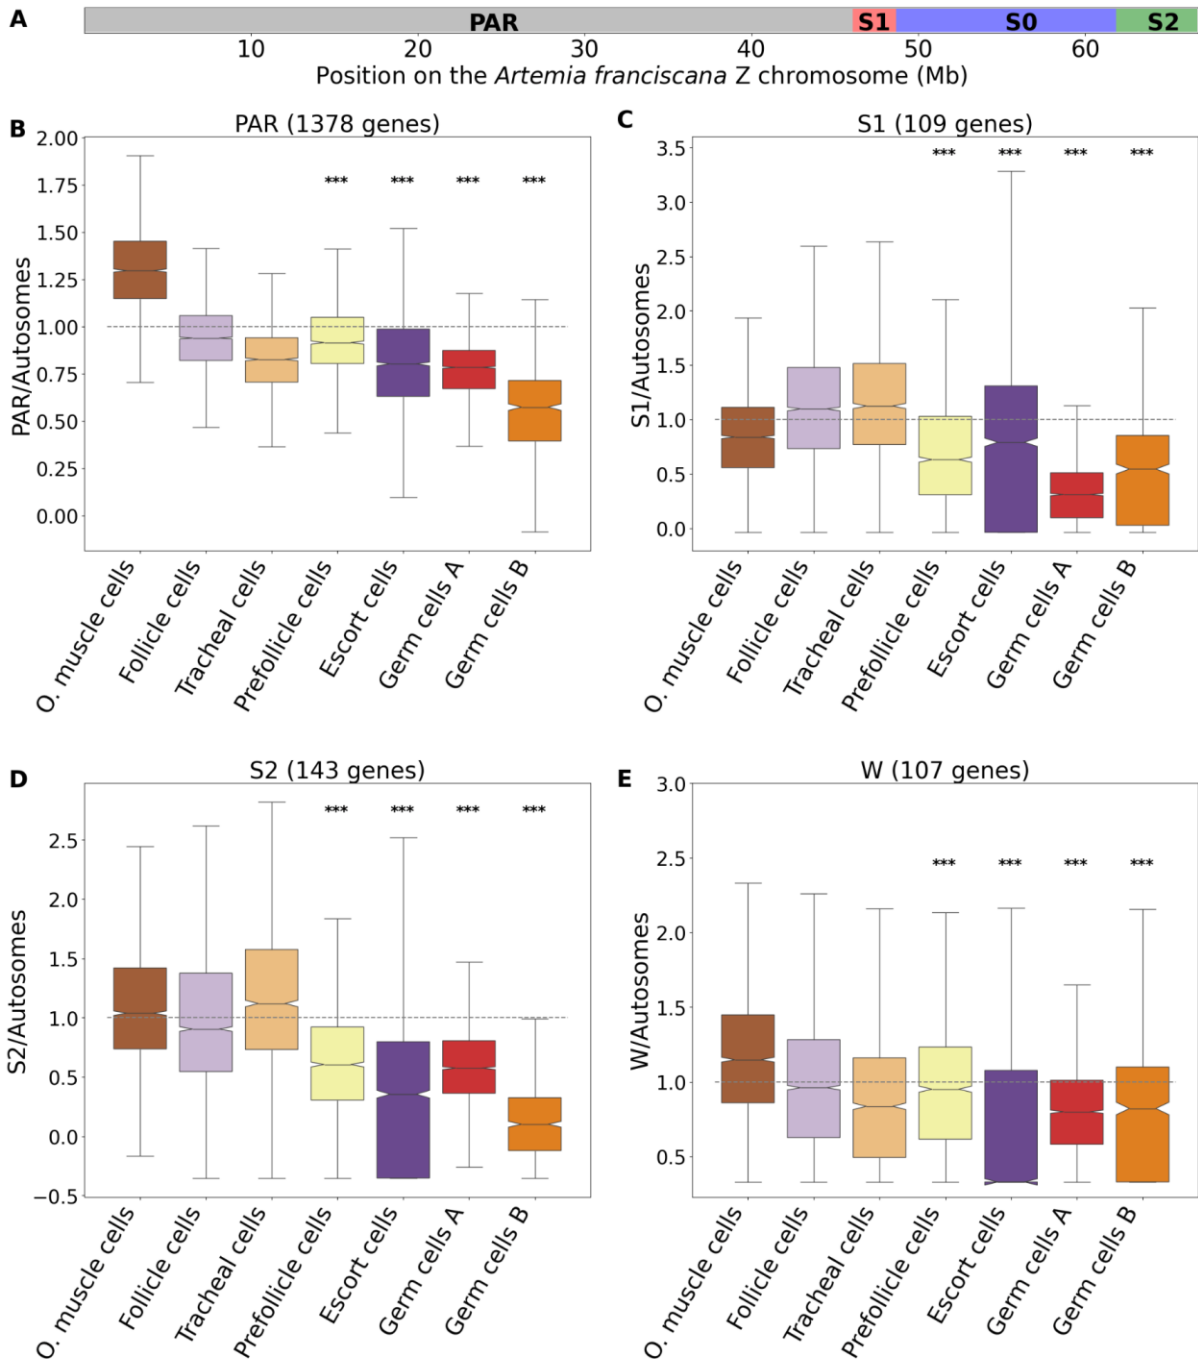 A
PAR S1 S0 S2
10 20 30 40 50 60
Position on the Artemia franciscana Z chromosome (Mb)
B
PAR (1378 genes)
*** *** *** ***
PAR/Autosomes
2.00
1.75
1.50
1.25
1.00
0.75
0.50
0.25
0.00
O. muscle cells
Follicle cells
Tracheal cells
Prefollicle cells
Escort cells
Germ cells A
Germ cells B
C
S1 (109 genes)
*** *** *** ***
S1/Autosomes
3.5
3.0
2.5
2.0
1.5
1.0
0.5
0.0
O. muscle cells
Follicle cells
Tracheal cells
Prefollicle cells
Escort cells
Germ cells A
Germ cells B
D
S2 (143 genes)
*** *** *** ***
S2/Autosomes
2.5
2.0
1.5
1.0
0.5
0.0
−0.5
O. muscle cells
Follicle cells
Tracheal cells
Prefollicle cells
Escort cells
Germ cells A
Germ cells B
E
W (107 genes)
*** *** *** ***
W/Autosomes
3.0
2.5
2.0
1.5
1.0
0.5
O. muscle cells
Follicle cells
Tracheal cells
Prefollicle cells
Escort cells
Germ cells A
Germ cells B